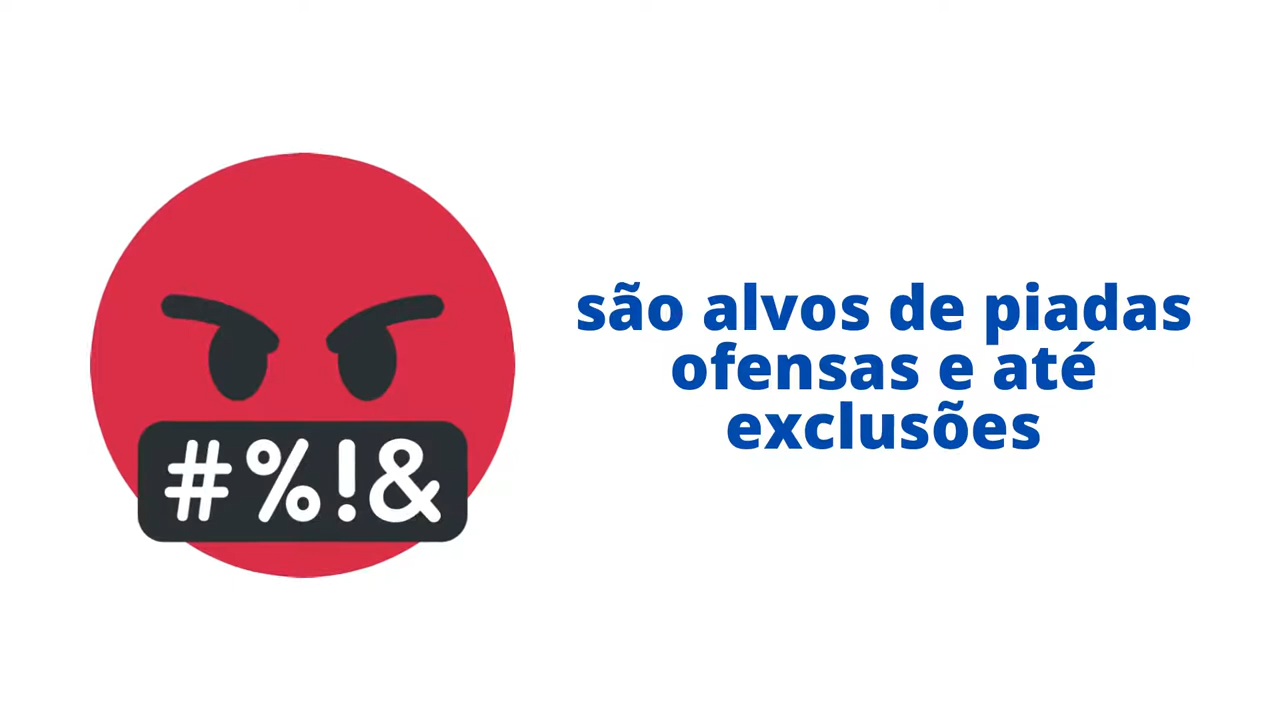 #%!&
são alvos de piadas
ofensas e até
exclusões